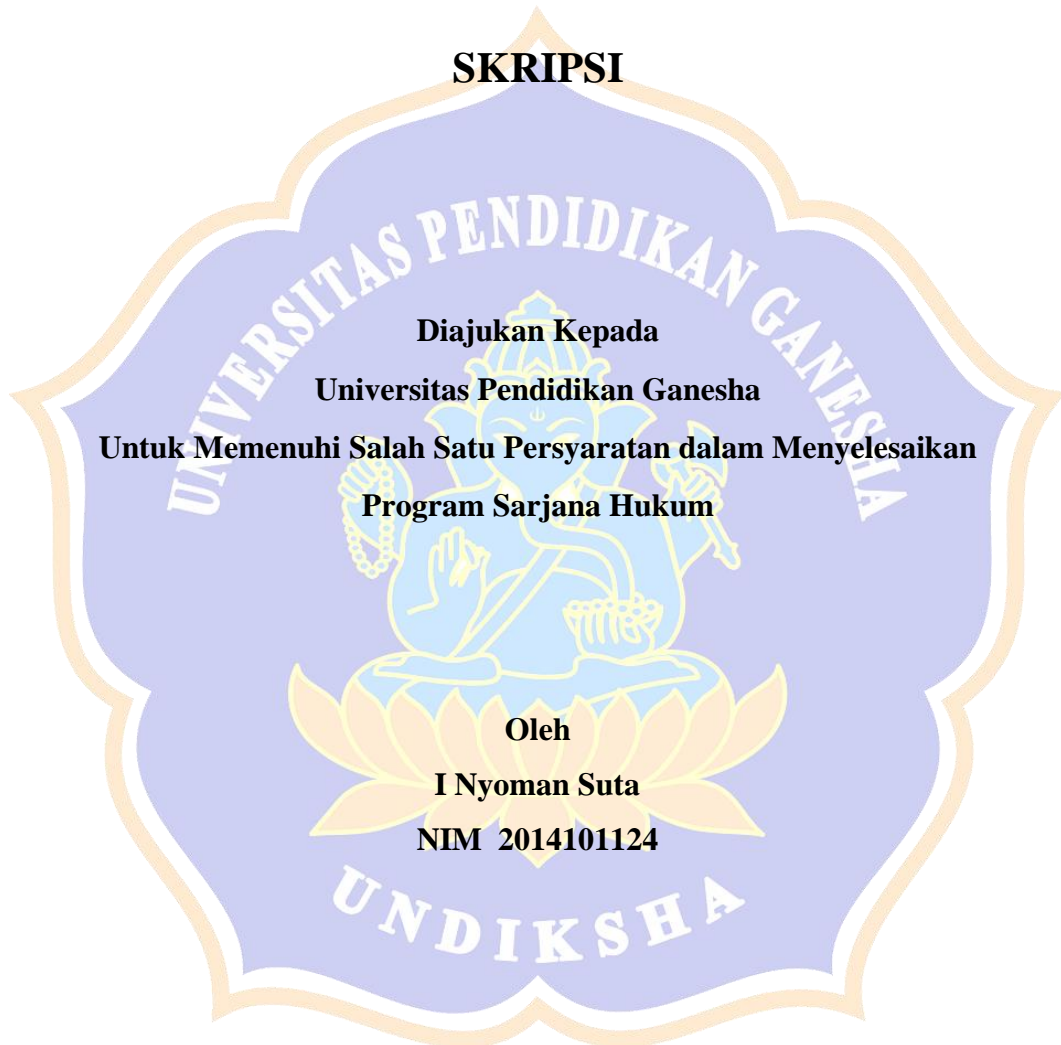 SKRIPSI
UNIVERSITAS PENDIDIKAN GANESHA
Diajukan Kepada
Universitas Pendidikan Ganesha
Untuk Memenuhi Salah Satu Persyaratan dalam Menyelesaikan
Program Sarjana Hukum
Oleh
I Nyoman Suta
NIM 2014101124
UNDIKSHA